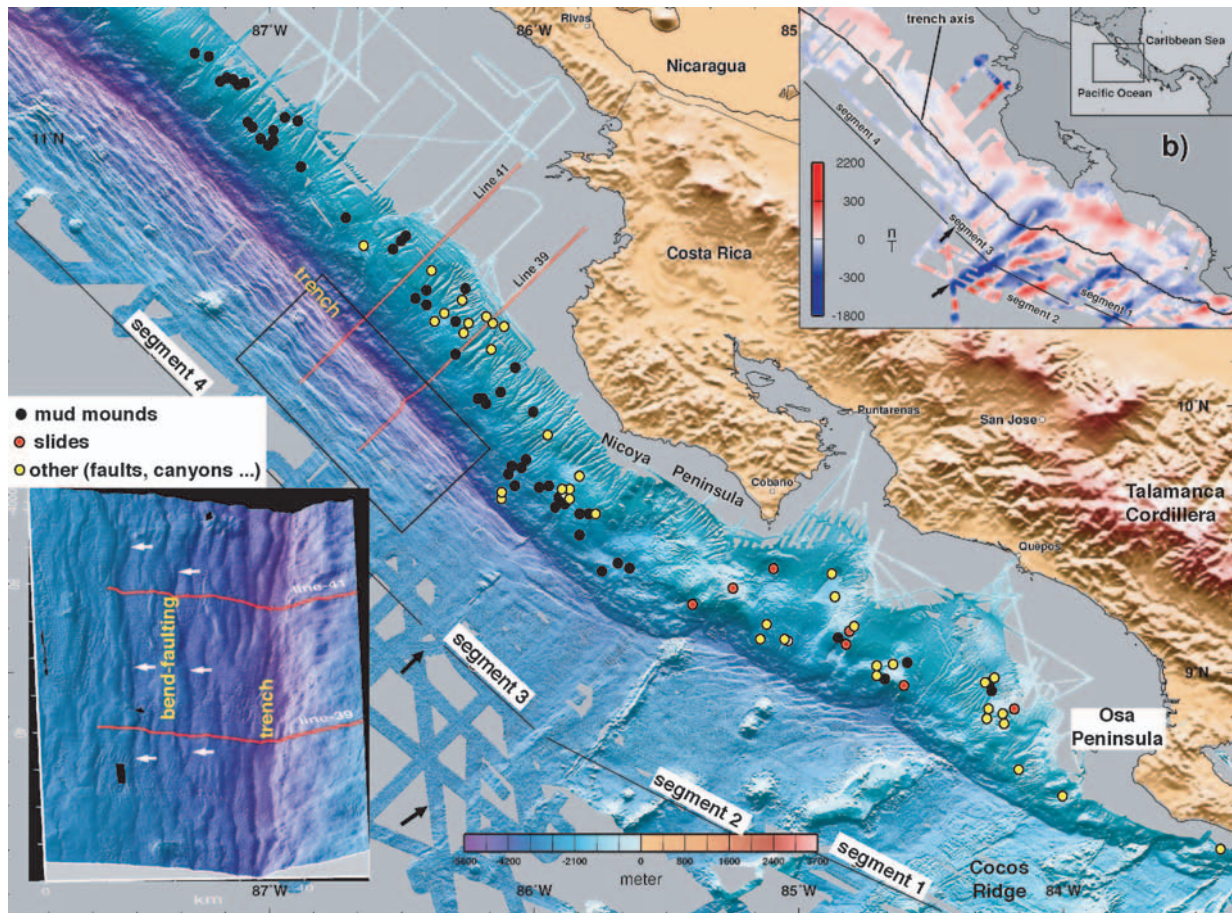 87°W
86°W
85
Rivas
Nicaragua
trench axis
Caribbean Sea
Pacific Ocean
b)
segment 4
segment 3
segment 2
segment 1
2200
300
0
-300
-1800
n
T
11°N
Line 41
Line 39
Costa Rica
trench
segment 4
mud mounds
slides
other (faults, canyons ...)
Nicoya Peninsula
Cobano
Puntarenas
San Jose
10°N
Talamanca
Cordillera
Quepos
9°N
Osa
Peninsula
segment 3
segment 2
segment 1
Cocos
Ridge
line-41
bend-faulting
trench
line-39
0
km
-5600 -4200 -2100 0 800 1600 2400 3700
meter
87°W
86°W
85°W
84°W